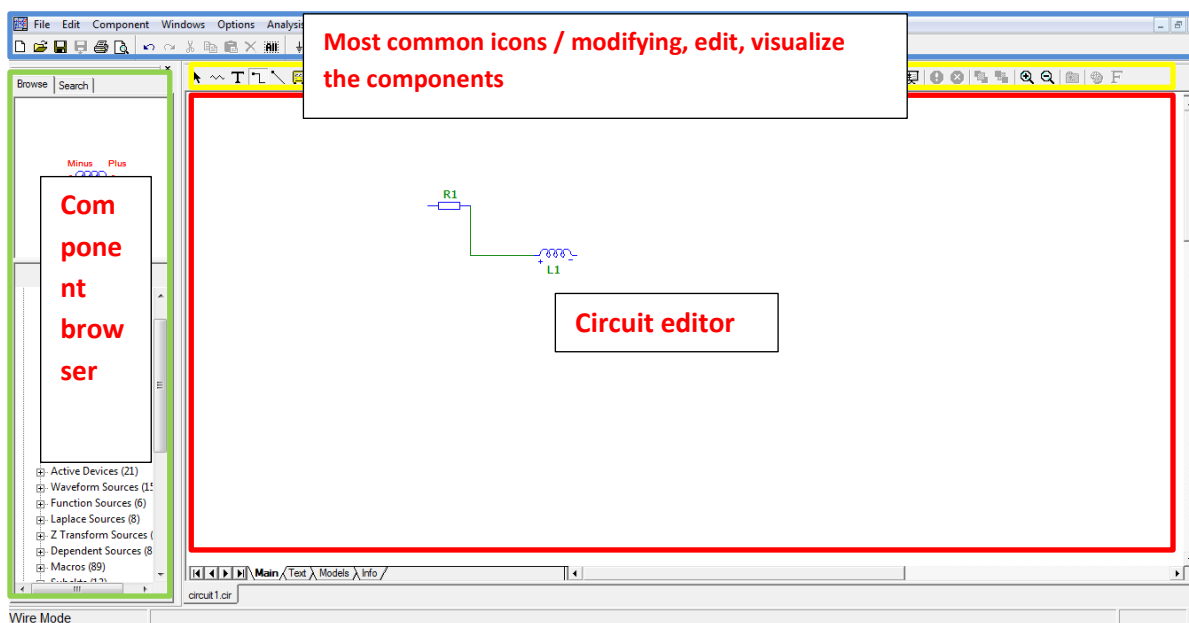 File Edit Component Windows Options Analysis
Most common icons / modifying, edit, visualize
the components
Browse Search
Minus Plus
Com
pone
nt
brow
ser
R1
+ -
L1
Circuit editor
Active Devices (21)
Waveform Sources (15
Function Sources (6)
Laplace Sources (8)
Z Transform Sources (
Dependent Sources (8
Macros (89)
Main Text Models Info
circuit1.cir
Wire Mode